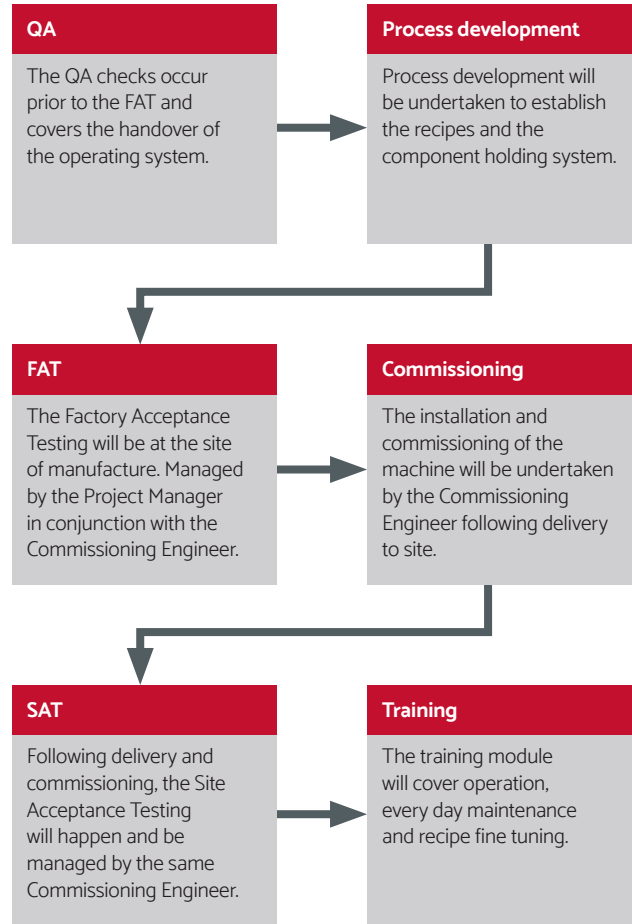 QA
The QA checks occur
prior to the FAT and
covers the handover of
the operating system.
Process development
Process development will
be undertaken to establish
the recipes and the
component holding system.
FAT
The Factory Acceptance
Testing will be at the site
of manufacture. Managed
by the Project Manager
in conjunction with the
Commissioning Engineer.
Commissioning
The installation and
commissioning of the
machine will be undertaken
by the Commissioning
Engineer following delivery
to site.
SAT
Following delivery and
commissioning, the Site
Acceptance Testing
will happen and be
managed by the same
Commissioning Engineer.
Training
The training module
will cover operation,
every day maintenance
and recipe fine tuning.